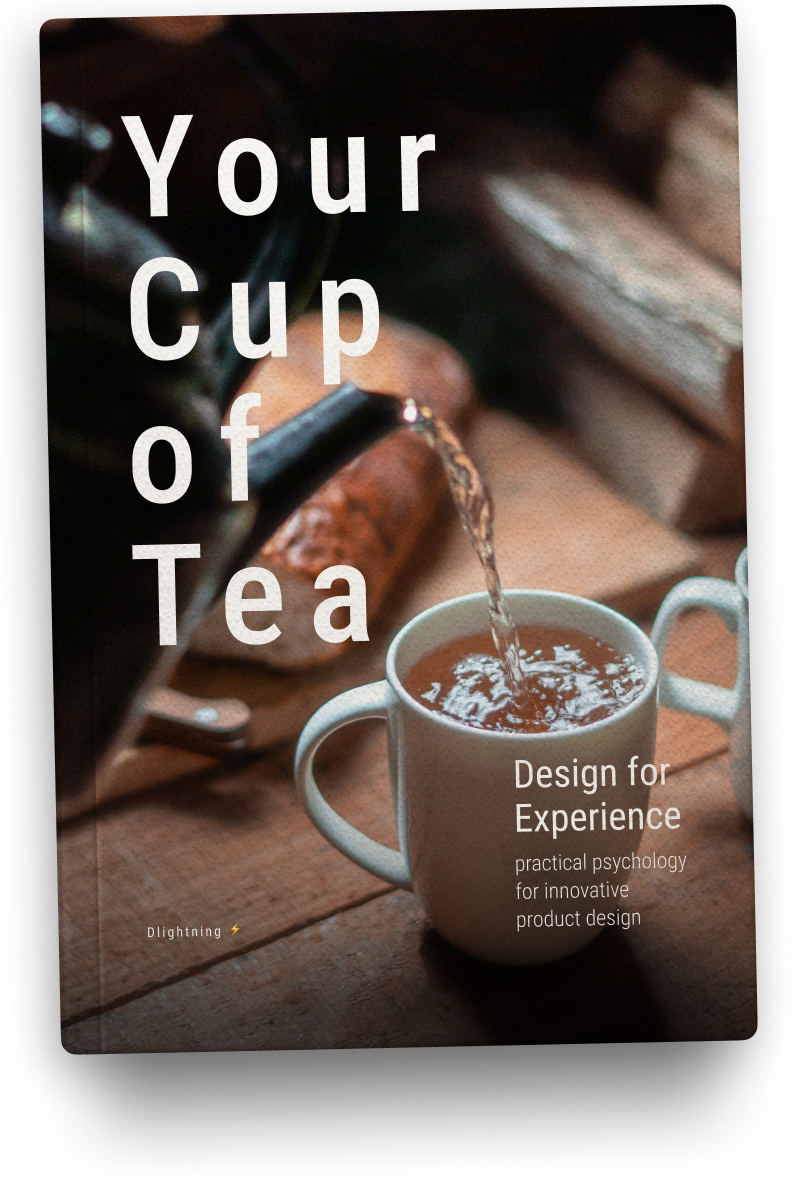 Your
Cup
of
Tea
Design for
Experience
practical psychology
for innovative
product design
Dlightning ⚡